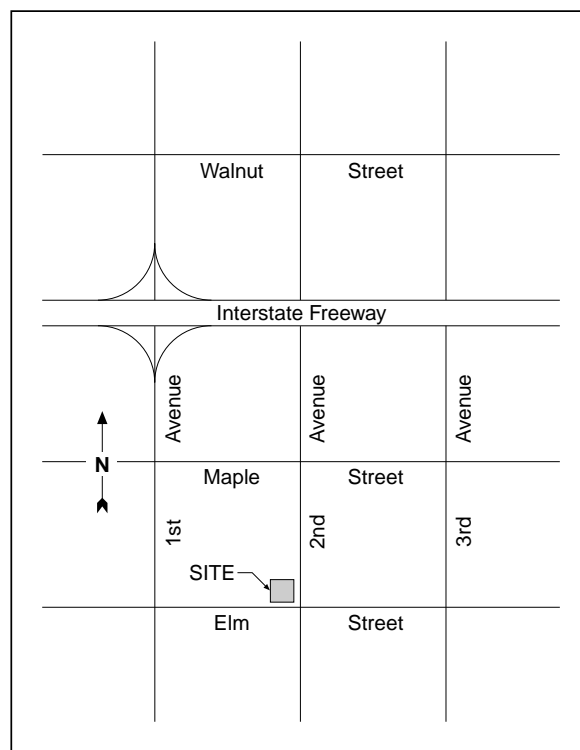 Walnut Street
Interstate Freeway
Avenue Avenue Avenue
N
Maple Street
1st 2nd 3rd
SITE
Elm Street